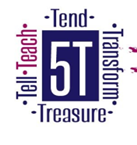 ·Tend·
·Tell·Teach·
5T
Transform·
·Treasure·